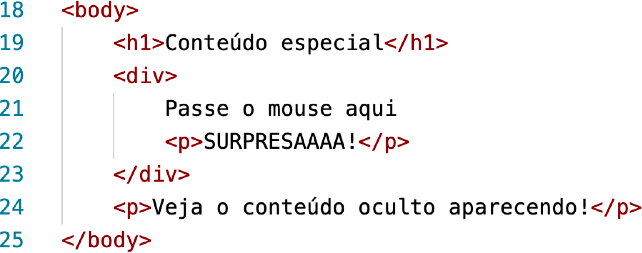 18 <body>
19 <h1>Conteúdo especial</h1>
20 <div>
21 Passe o mouse aqui
22 <p>SURPRESAAAA!</p>
23 </div>
24 <p>Veja o conteúdo oculto aparecendo!</p>
25 </body>